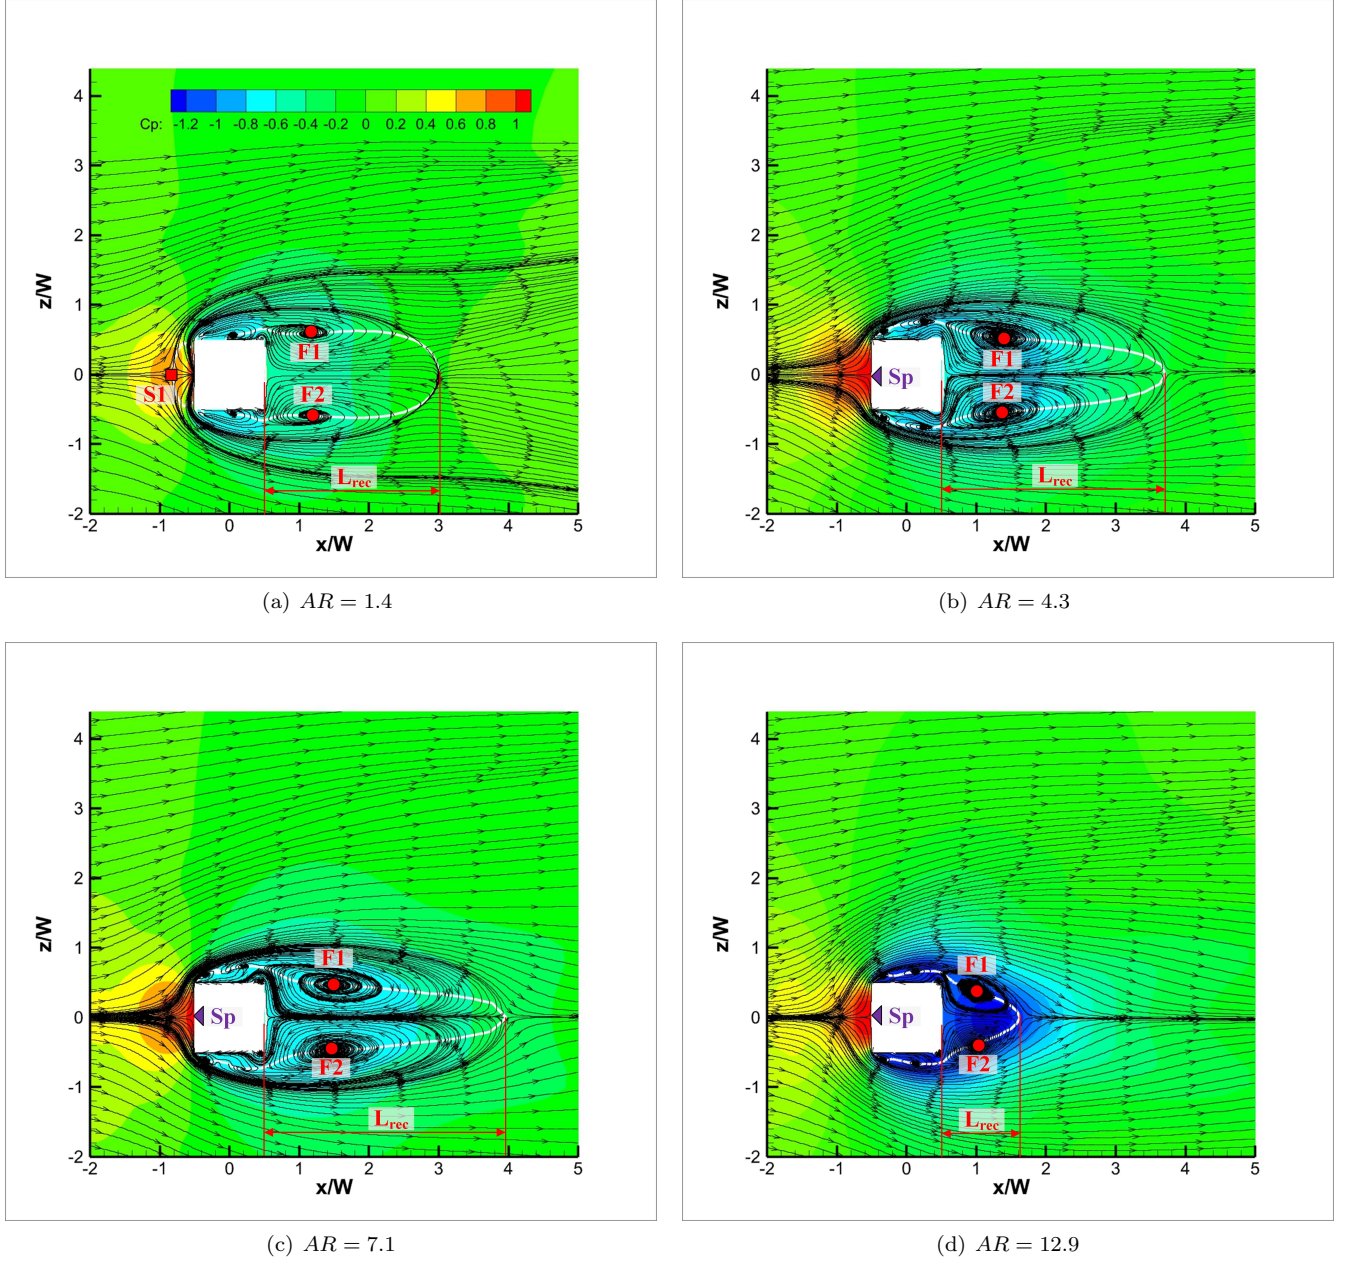 4
3
2
1
0
-1
-2
z/W
Cp: -1.2 -1 -0.8 -0.6 -0.4 -0.2 0 0.2 0.4 0.6 0.8 1
F1
S1
F2
Lrec
-2 -1 0 1 2 3 4 5
x/W
(a) AR = 1.4
4
3
2
1
0
-1
-2
z/W
F1
Sp
F2
Lrec
-2 -1 0 1 2 3 4 5
x/W
(b) AR = 4.3
4
3
2
1
0
-1
-2
z/W
F1
Sp
F2
Lrec
-2 -1 0 1 2 3 4 5
x/W
(c) AR = 7.1
4
3
2
1
0
-1
-2
z/W
F1
Sp
F2
Lrec
-2 -1 0 1 2 3 4 5
x/W
(d) AR = 12.9